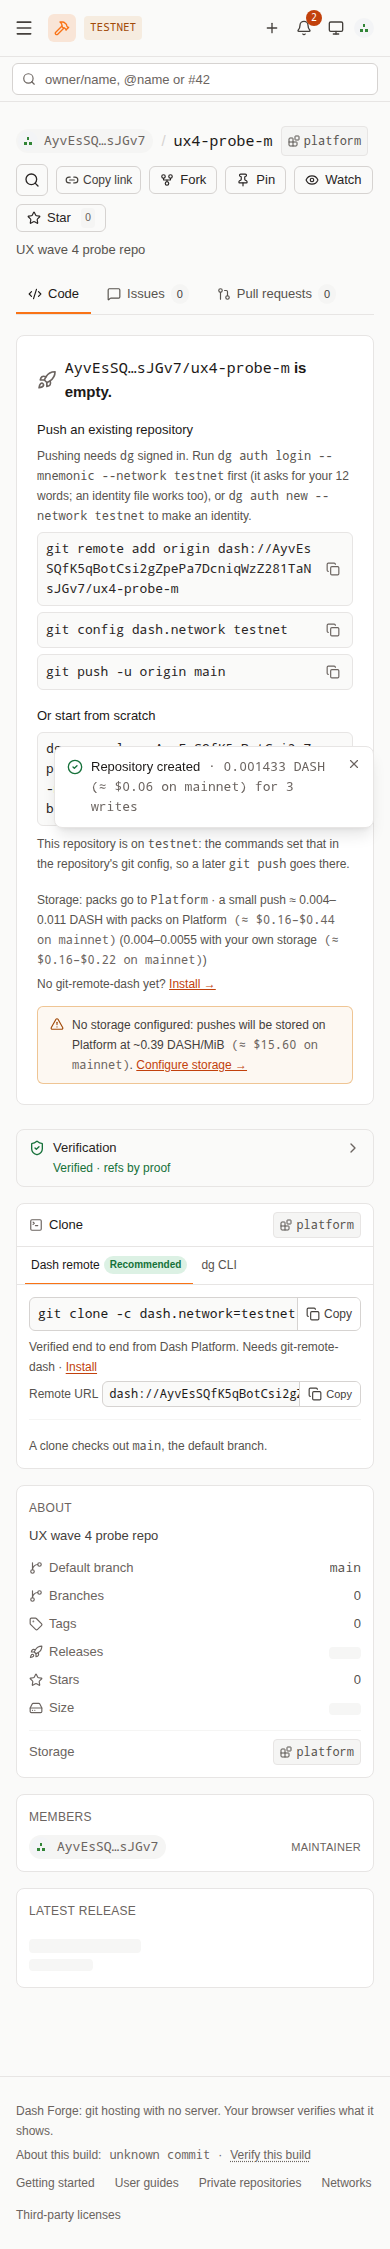 TESTNET
2
owner/name, @name or #42
AyvEsSQ…sJGv7 / ux4-probe-m platform
Copy link Fork Pin Watch
Star 0
UX wave 4 probe repo
Code Issues 0 Pull requests 0
AyvEsSQ…sJGv7/ux4-probe-m is
empty.
Push an existing repository
Pushing needs dg signed in. Run dg auth login --
mnemonic --network testnet first (it asks for your 12
words; an identity file works too), or dg auth new --
network testnet to make an identity.
git remote add origin dash://AyvEs
SQfK5qBotCsi2gZpePa7DcniqWzZ281TaN
sJGv7/ux4-probe-m
git config dash.network testnet
git push -u origin main
Or start from scratch
Repository created · 0.001433 DASH
(≈ $0.06 on mainnet) for 3
writes
This repository is on testnet: the commands set that in
the repository's git config, so a later git push goes there.
Storage: packs go to Platform · a small push ≈ 0.004–
0.011 DASH with packs on Platform (≈ $0.16–$0.44
on mainnet) (0.004–0.0055 with your own storage (≈
$0.16–$0.22 on mainnet))
No git-remote-dash yet? Install →
No storage configured: pushes will be stored on
Platform at ~0.39 DASH/MiB (≈ $15.60 on
mainnet). Configure storage →
Verification
Verified · refs by proof
Clone platform
Dash remote Recommended dg CLI
git clone -c dash.network=testnet Copy
Verified end to end from Dash Platform. Needs git-remote-
dash · Install
Remote URL dash://AyvEsSQfK5qBotCsi2gZ Copy
A clone checks out main, the default branch.
ABOUT
UX wave 4 probe repo
Default branch main
Branches 0
Tags 0
Releases
Stars 0
Size
Storage platform
MEMBERS
AyvEsSQ…sJGv7 MAINTAINER
LATEST RELEASE
Dash Forge: git hosting with no server. Your browser verifies what it
shows.
About this build: unknown commit · Verify this build
Getting started User guides Private repositories Networks
Third-party licenses